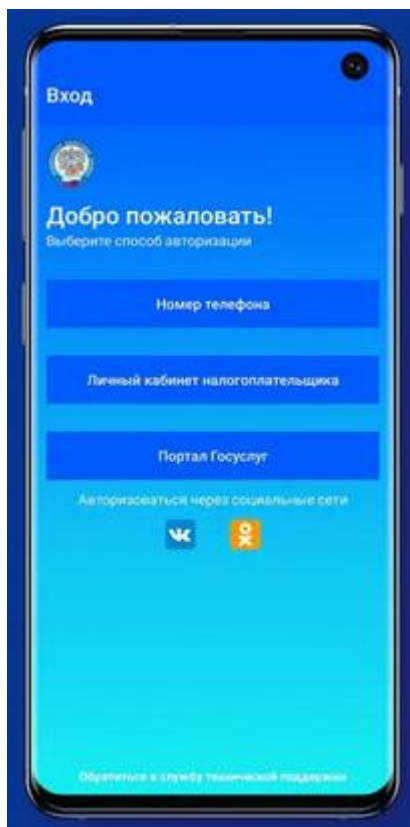 Вход
Добро пожаловать!
Выберите способ авторизации
Номер телефона
Личный кабинет налогоплательщика
Портал Госуслуг
Авторизоваться через социальные сети
Обратиться в службу технической поддержки